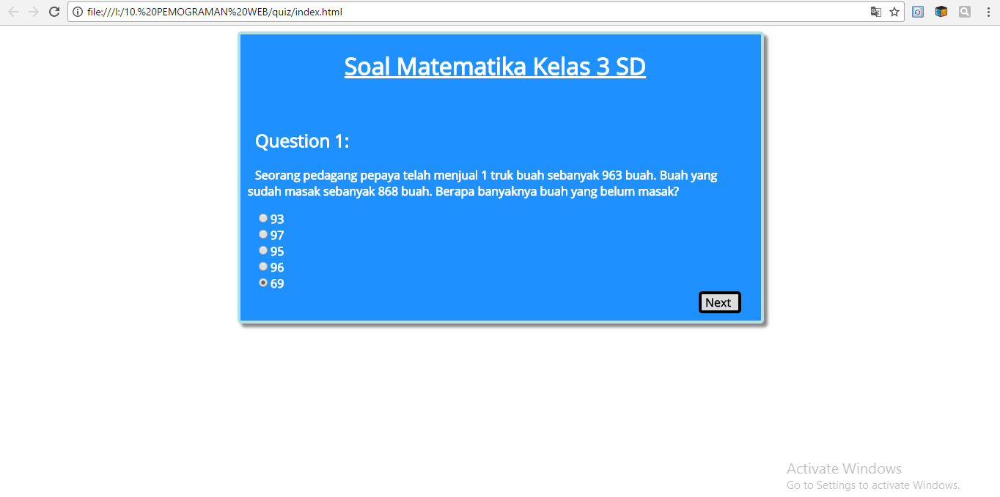 file:///I:/10.%20PEMOGRAMAN%20WEB/quiz/index.html
Soal Matematika Kelas 3 SD
Question 1:
Seorang pedagang pepaya telah menjual 1 truk buah sebanyak 963 buah. Buah yang
sudah masak sebanyak 868 buah. Berapa banyaknya buah yang belum masak?
93
97
95
96
69
Next
Activate Windows
Go to Settings to activate Windows.